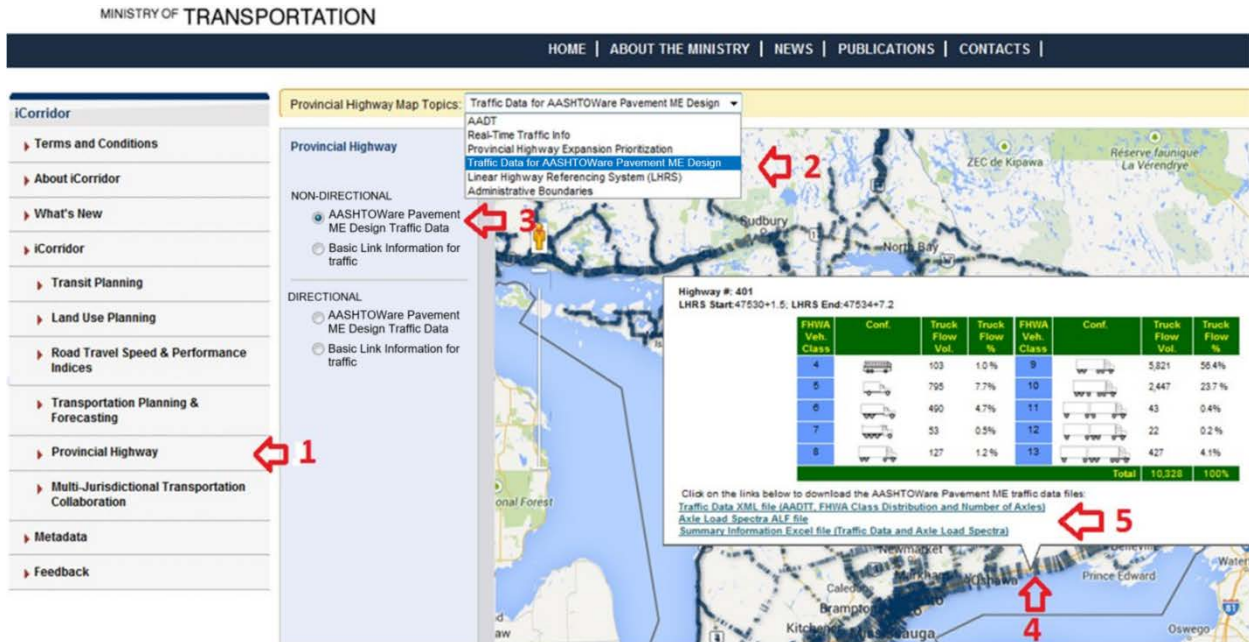 MINISTRY OF TRANSPORTATION
HOME | ABOUT THE MINISTRY | NEWS | PUBLICATIONS | CONTACTS |
iCorridor
Terms and Conditions
About iCorridor
What's New
iCorridor
Transit Planning
Land Use Planning
Road Travel Speed & Performance
Indices
Transportation Planning &
Forecasting
Provincial Highway
Multi-Jurisdictional Transportation
Collaboration
Metadata
Feedback
1
Provincial Highway Map Topics: Traffic Data for AASHTOWare Pavement ME Design
AADT
Real-Time Traffic Info
Provincial Highway Expansion Prioritization
Traffic Data for AASHTOWare Pavement ME Design
Linear Highway Referencing System (LHRS)
Administrative Boundaries
2
Provincial Highway
NON-DIRECTIONAL
AASHTOWare Pavement
ME Design Traffic Data
3
Basic Link Information for
traffic
DIRECTIONAL
AASHTOWare Pavement
ME Design Traffic Data
Basic Link Information for
traffic
ZEC de Kipawa
Réserve faunique
La Vérendrye
Sudbury
North Bay
Highway #: 401
LHRS Start:47530+1.5; LHRS End:47534+7.2
FHWA Veh. Class Conf. Truck Flow Vol. Truck Flow % FHWA Veh. Class Conf. Truck Flow Vol. Truck Flow %
4 103 1.0% 9 5,821 56.4%
5 795 7.7% 10 2,447 23.7%
6 490 4.7% 11 43 0.4%
7 53 0.5% 12 22 0.2%
8 127 1.2% 13 427 4.1%
Total 10,328 100%
Click on the links below to download the AASHTOWare Pavement ME traffic data files:
Traffic Data XML file (AADTT, FHWA Class Distribution and Number of Axles)
Axle Load Spectra ALF file
Summary Information Excel file (Traffic Data and Axle Load Spectra)
5
onal Forest
Newmarket
Markham
Oshawa
Prince Edward
Water
Brampto
Kitchene
Mississauga
4
81
Oswego